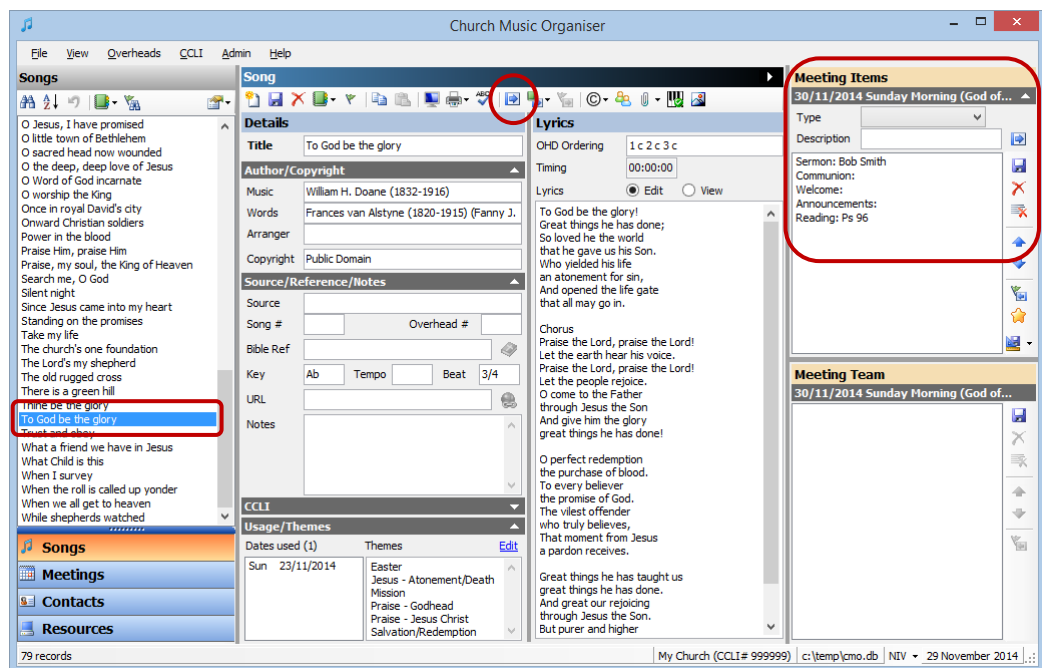 Church Music Organiser
File View Overheads CCLI Admin Help
Songs
O Jesus, I have promised
O little town of Bethlehem
O sacred head now wounded
O the deep, deep love of Jesus
O Word of God incarnate
O worship the King
Once in royal David's city
Onward Christian soldiers
Power in the blood
Praise Him, praise Him
Praise, my soul, the King of Heaven
Search me, O God
Silent night
Since Jesus came into my heart
Standing on the promises
Take my life
The church's one foundation
The Lord's my shepherd
The old rugged cross
There is a green hill
Thine be the glory
To God be the glory
Trust and obey
What a friend we have in Jesus
What Child is this
When I survey
When the roll is called up yonder
When we all get to heaven
While shepherds watched
Songs
Meetings
Contacts
Resources
Song
ABC
Details
Title To God be the glory
Author/Copyright
Music William H. Doane (1832-1916)
Words Frances van Alstyne (1820-1915) (Fanny J.
Arranger
Copyright Public Domain
Source/Reference/Notes
Source
Song # Overhead #
Bible Ref
Key Ab Tempo Beat 3/4
URL
Notes
CCLI
Usage/Themes
Dates used (1) Themes Edit
Sun 23/11/2014
Easter
Jesus - Atonement/Death
Mission
Praise - Godhead
Praise - Jesus Christ
Salvation/Redemption
Lyrics
OHD Ordering 1 c 2 c 3 c
Timing 00:00:00
Lyrics Edit View
To God be the glory!
Great things he has done;
So loved he the world
that he gave us his Son.
Who yielded his life
an atonement for sin,
And opened the life gate
that all may go in.
Chorus
Praise the Lord, praise the Lord!
Let the earth hear his voice.
Praise the Lord, praise the Lord!
Let the people rejoice.
O come to the Father
through Jesus the Son
And give him the glory
great things he has done!
O perfect redemption
the purchase of blood.
To every believer
the promise of God.
The vilest offender
who truly believes,
That moment from Jesus
a pardon receives.
Great things he has taught us
great things he has done.
And great our rejoicing
through Jesus the Son.
But purer and higher
Meeting Items
30/11/2014 Sunday Morning (God of...
Type
Description
Sermon: Bob Smith
Communion:
Welcome:
Announcements:
Reading: Ps 96
Meeting Team
30/11/2014 Sunday Morning (God of...
79 records
My Church (CCLI# 999999) c:\temp\cmo.db NIV 29 November 2014